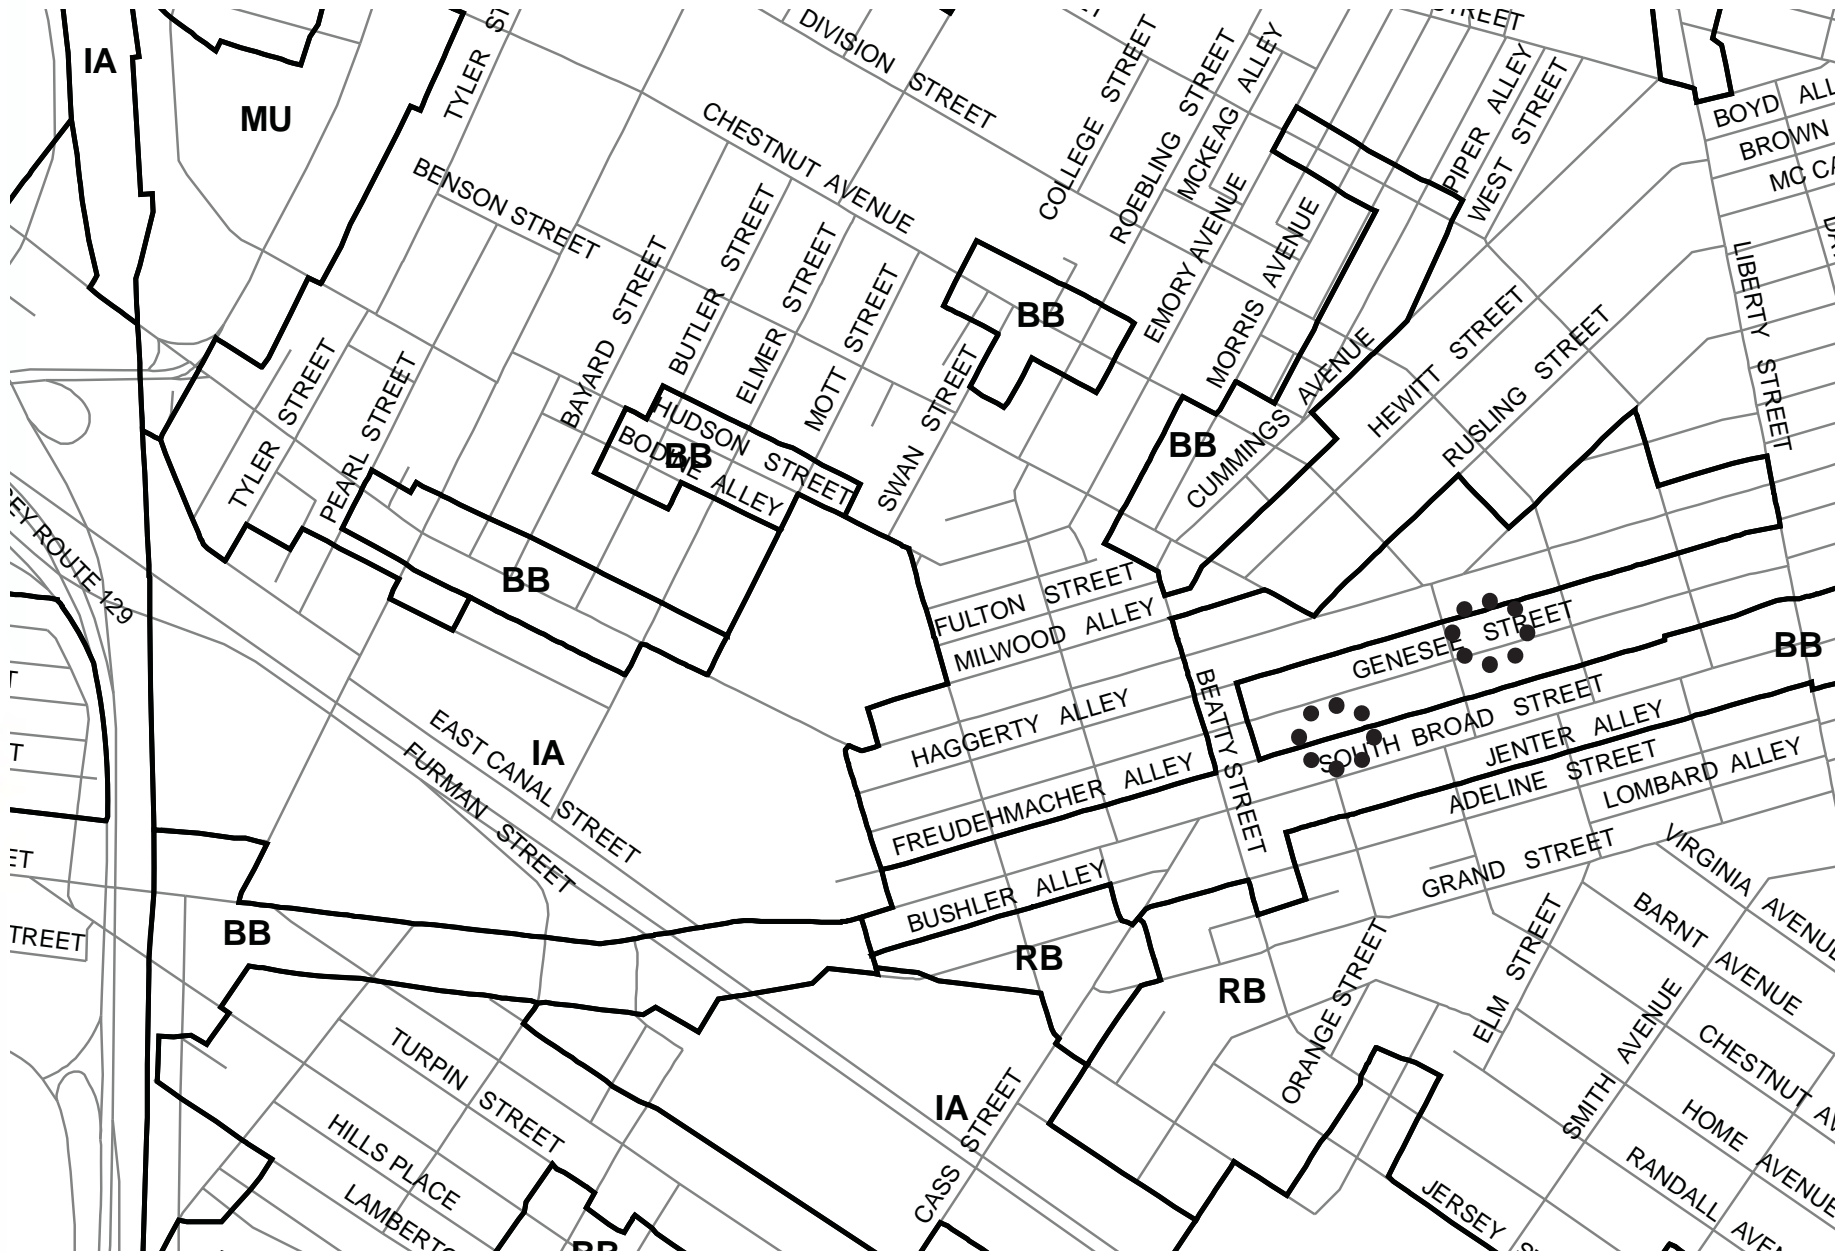 IA
MU
TYLER ST
DIVISION STREET
COLLEGE STREET
ROEBLING STREET
MCKEAG ALLEY
STREET
PIPER ALLEY
WEST STREET
BOYD ALL
BROWN
MC CA
CHESTNUT AVENUE
BENSON STREET
BAYARD STREET
BUTLER STREET
ELMER STREET
MOTT STREET
SWAN STREET
BB
EMORY AVENUE
MORRIS AVENUE
CUMMINGS AVENUE
HEWITT STREET
RUSLING STREET
LIBERTY STREET
TYLER STREET
PEARL STREET
HUDSON STREET
BODINE ALLEY
BB
BB
BB
EY ROUTE 129
FULTON STREET
MILWOOD ALLEY
HAGGERTY ALLEY
FREUDEHMACHER ALLEY
BUSHLER ALLEY
BEATTY STREET
GENESEE STREET
SOUTH BROAD STREET
JENTER ALLEY
ADELINE STREET
LOMBARD ALLEY
GRAND STREET
BB
T
T
ET
TREET
EAST CANAL STREET
FURMAN STREET
IA
BB
RB
RB
VIRGINIA AVENUE
BARNT AVENUE
CHESTNUT AV
HOME AVENUE
RANDALL AVEN
SMITH AVENUE
ELM STREET
ORANGE STREET
JERSEY S
TURPIN STREET
HILLS PLACE
LAMBERTO
IA
CASS STREET
BB